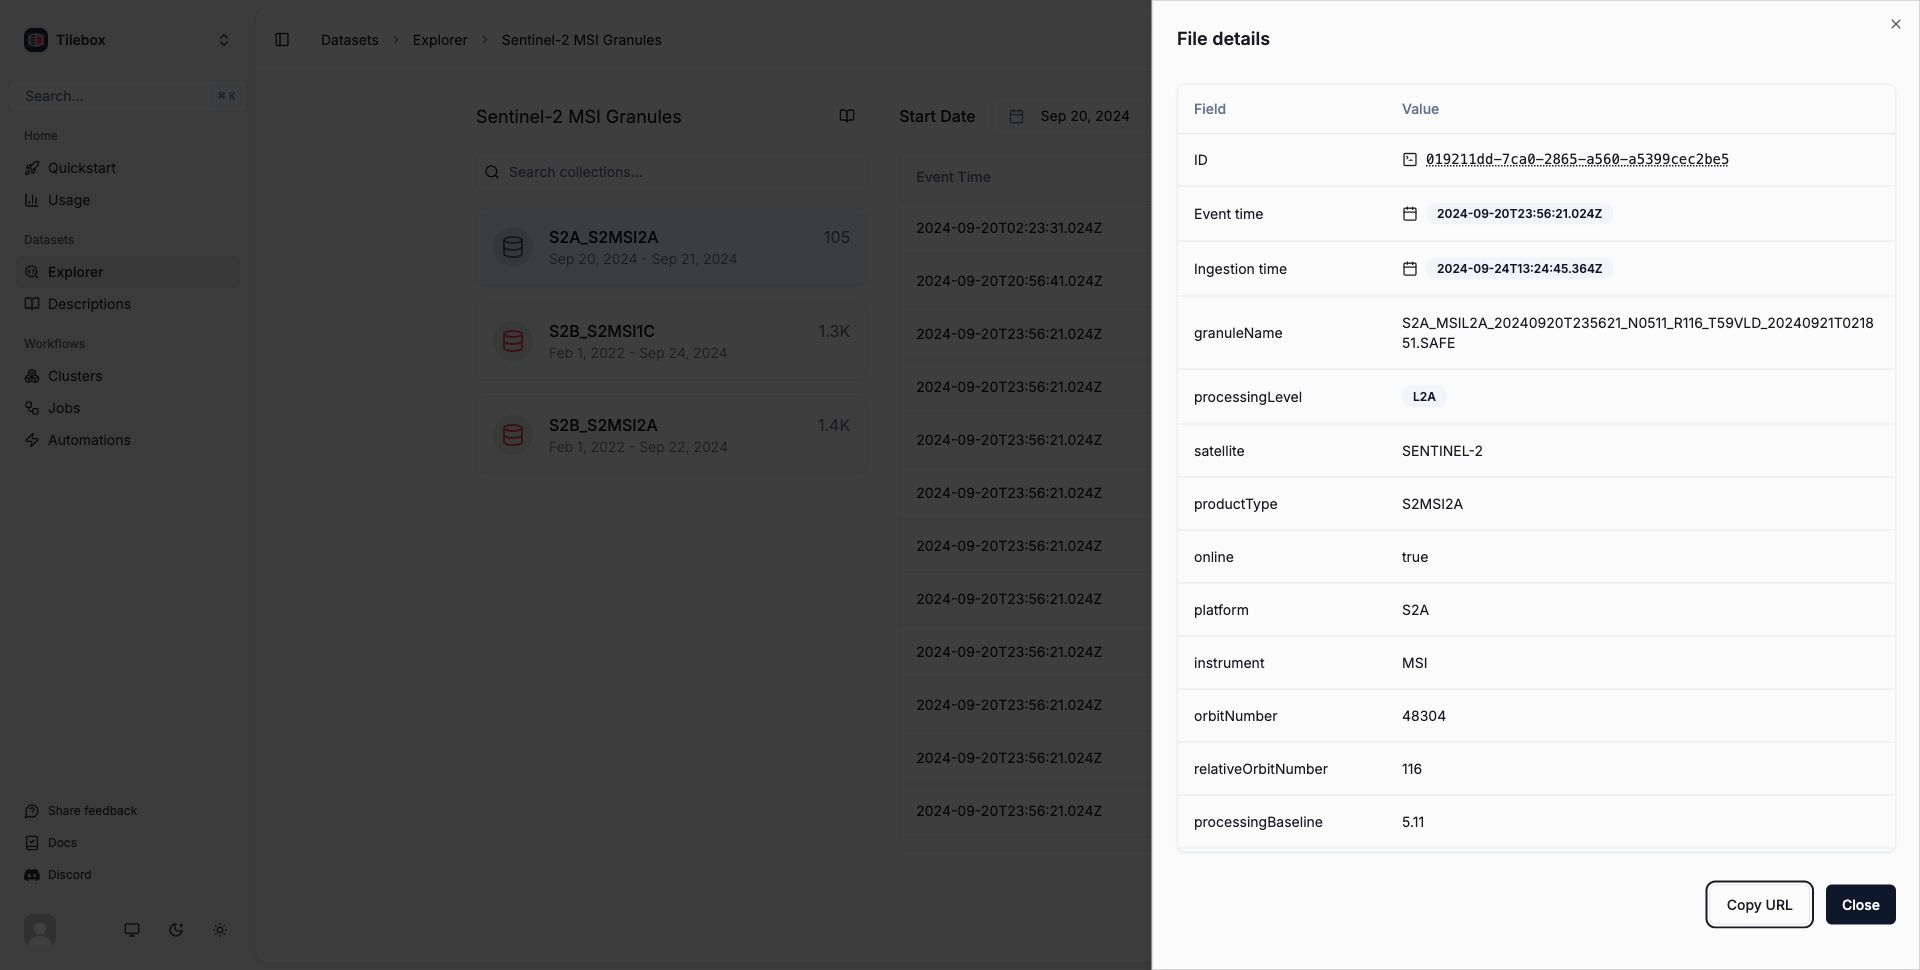 Tilebox
Search...
⌘ K
Home
Quickstart
Usage
Datasets
Explorer
Descriptions
Workflows
Clusters
Jobs
Automations
Share feedback
Docs
Discord
Datasets > Explorer > Sentinel-2 MSI Granules
Sentinel-2 MSI Granules
Search collections...
S2A_S2MSI2A 105
Sep 20, 2024 - Sep 21, 2024
S2B_S2MSI1C 1.3K
Feb 1, 2022 - Sep 24, 2024
S2B_S2MSI2A 1.4K
Feb 1, 2022 - Sep 22, 2024
Start Date Sep 20, 2024
Event Time
2024-09-20T02:23:31.024Z
2024-09-20T20:56:41.024Z
2024-09-20T23:56:21.024Z
2024-09-20T23:56:21.024Z
2024-09-20T23:56:21.024Z
2024-09-20T23:56:21.024Z
2024-09-20T23:56:21.024Z
2024-09-20T23:56:21.024Z
2024-09-20T23:56:21.024Z
2024-09-20T23:56:21.024Z
2024-09-20T23:56:21.024Z
2024-09-20T23:56:21.024Z
File details
Field Value
ID 019211dd-7ca0-2865-a560-a5399cec2be5
Event time 2024-09-20T23:56:21.024Z
Ingestion time 2024-09-24T13:24:45.364Z
granuleName S2A_MSIL2A_20240920T235621_N0511_R116_T59VLD_20240921T0218
51.SAFE
processingLevel L2A
satellite SENTINEL-2
productType S2MSI2A
online true
platform S2A
instrument MSI
orbitNumber 48304
relativeOrbitNumber 116
processingBaseline 5.11
Copy URL
Close